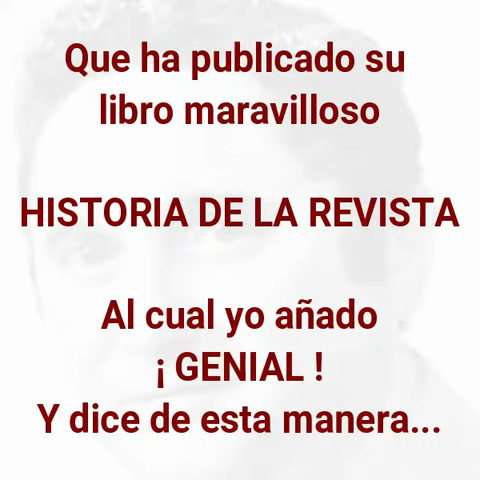 Que ha publicado su
libro maravilloso
HISTORIA DE LA REVISTA
Al cual yo añado
¡ GENIAL !
Y dice de esta manera...